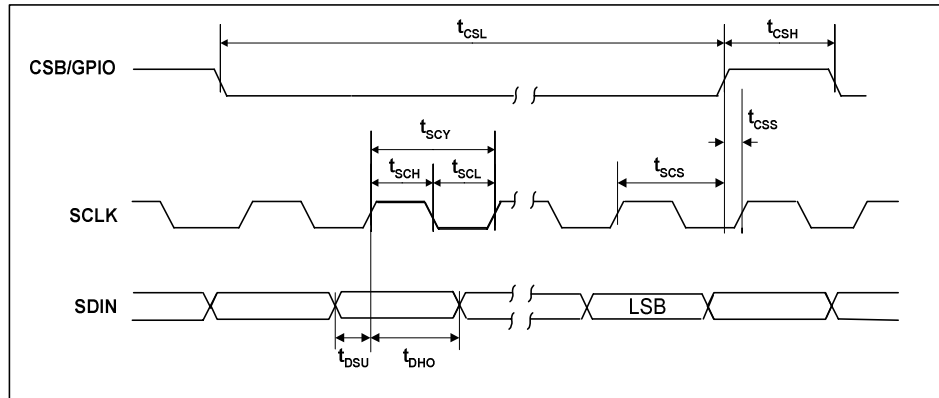 tCSL
tCSH
CSB/GPIO
tCSS
tSCY
tSCH
tSCL
tSCS
SCLK
SDIN
LSB
tDSU
tDHO